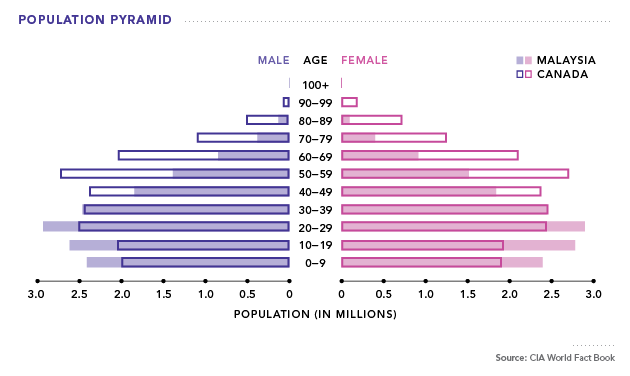 POPULATION PYRAMID
MALE AGE FEMALE
MALAYSIA
CANADA
100+
90–99
80–89
70–79
60–69
50–59
40–49
30–39
20–29
10–19
0–9
3.0 2.5 2.0 1.5 1.0 0.5 0 0 0.5 1.0 1.5 2.0 2.5 3.0
POPULATION (IN MILLIONS)
Source: CIA World Fact Book